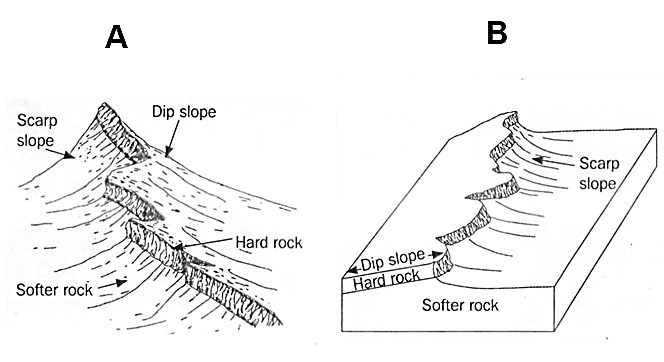 A
B
Scarp
slope
Dip slope
Hard rock
Softer rock
Scarp
slope
Dip slope
Hard rock
Softer rock